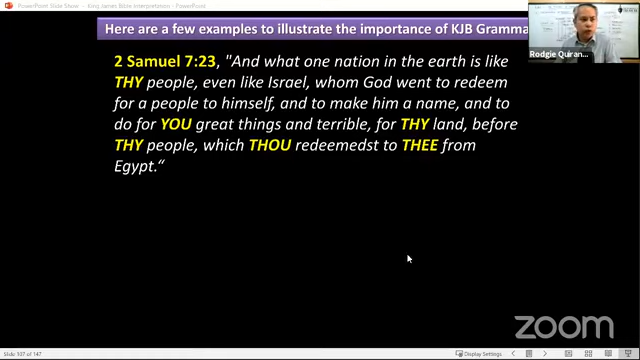 PowerPoint Slide Show - King James Bible Interpretation - PowerPoint
Here are a few examples to illustrate the importance of KJB Gramma
Rodgie Quiran...
2 Samuel 7:23, "And what one nation in the earth is like
THY people, even like Israel, whom God went to redeem
for a people to himself, and to make him a name, and to
do for YOU great things and terrible, for THY land, before
THY people, which THOU redeemedst to THEE from
Egypt.“
zoom
Slide 107 of 147
Display Settings